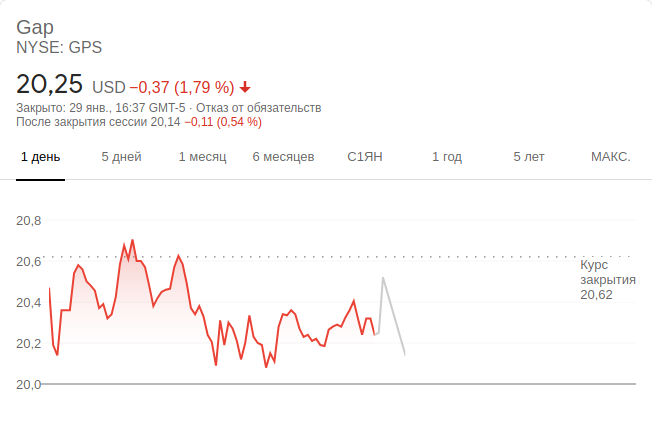 Gap
NYSE: GPS
20,25 USD −0,37 (1,79 %)
Закрыто: 29 янв., 16:37 GMT-5 · Отказ от обязательств
После закрытия сессии 20,14 −0,11 (0,54 %)
1 день 5 дней 1 месяц 6 месяцев С1ЯН 1 год 5 лет МАКС.
20,8
20,6
20,4
20,2
20,0
Курс
закрытия
20,62